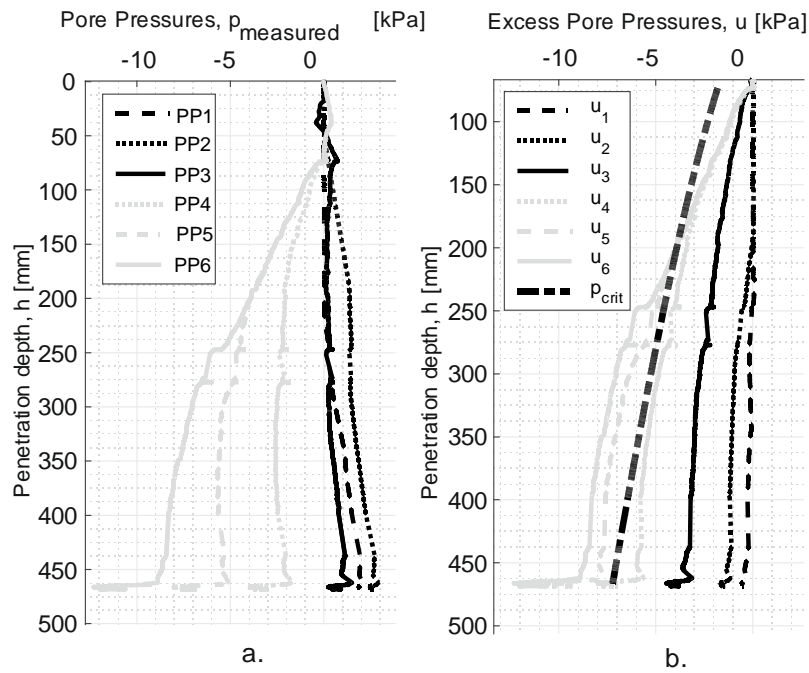 Pore Pressures, p_measured [kPa]
-10 -5 0
0
50
100
150
200
250
300
350
400
450
500
Penetration depth, h [mm]
PP1
PP2
PP3
PP4
PP5
PP6
a.
Excess Pore Pressures, u [kPa]
-10 -5 0
100
150
200
250
300
350
400
450
500
Penetration depth, h [mm]
u_1
u_2
u_3
u_4
u_5
u_6
p_crit
b.